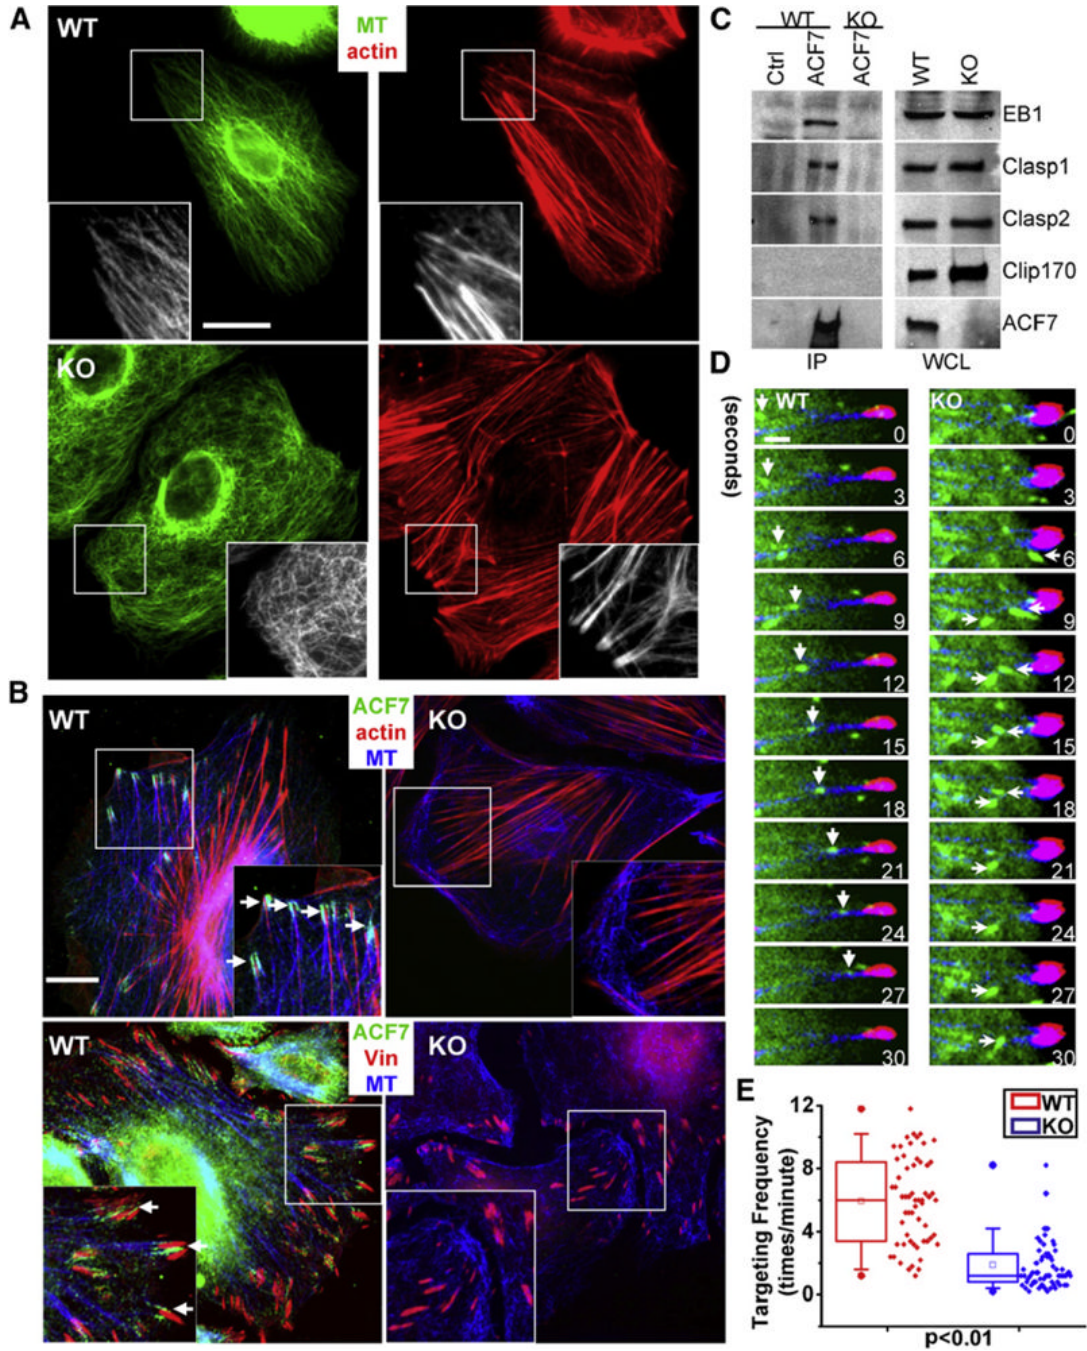 A
WT
MT
actin
KO
B
WT
ACF7
actin
MT
KO
WT
ACF7
Vin
MT
KO
C
WT KO
Ctrl
ACF7
ACF7
WT
KO
EB1
Clasp1
Clasp2
Clip170
ACF7
IP WCL
D
(seconds)
WT KO
0 0
3 3
6 6
9 9
12 12
15 15
18 18
21 21
24 24
27 27
30 30
E
Targeting Frequency
(times/minute)
12
8
4
0
WT
KO
p<0.01